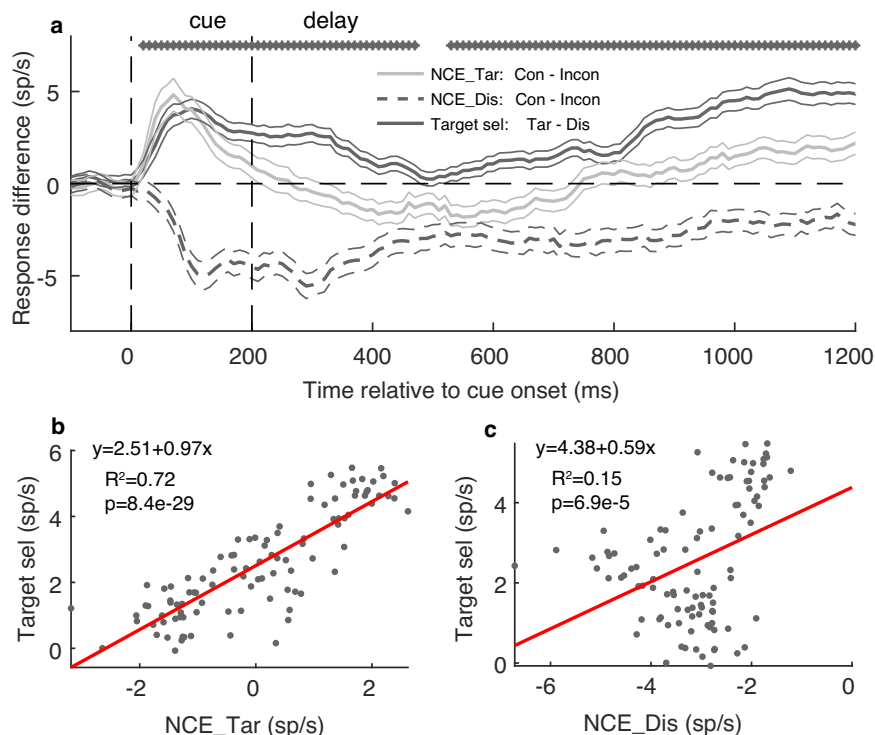 a
cue delay
Response difference (sp/s)
5
0
-5
NCE_Tar: Con - Incon
NCE_Dis: Con - Incon
Target sel: Tar - Dis
0 200 400 600 800 1000 1200
Time relative to cue onset (ms)
b
y=2.51+0.97x
R²=0.72
p=8.4e-29
Target sel (sp/s)
6
4
2
0
-2 0 2
NCE_Tar (sp/s)
c
y=4.38+0.59x
R²=0.15
p=6.9e-5
Target sel (sp/s)
4
2
0
-6 -4 -2 0
NCE_Dis (sp/s)